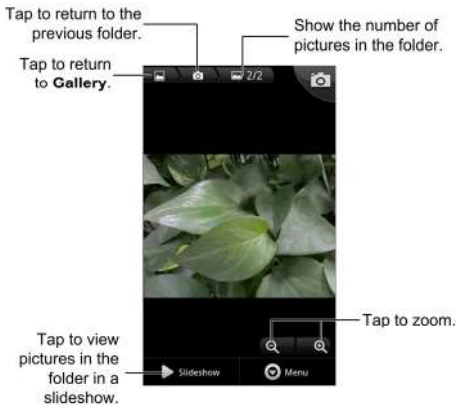 Tap to return to the
previous folder.
Show the number of
pictures in the folder.
Tap to return
to Gallery.
2/2
Tap to zoom.
Tap to view
pictures in the
folder in a
slideshow.
Slideshow
Menu